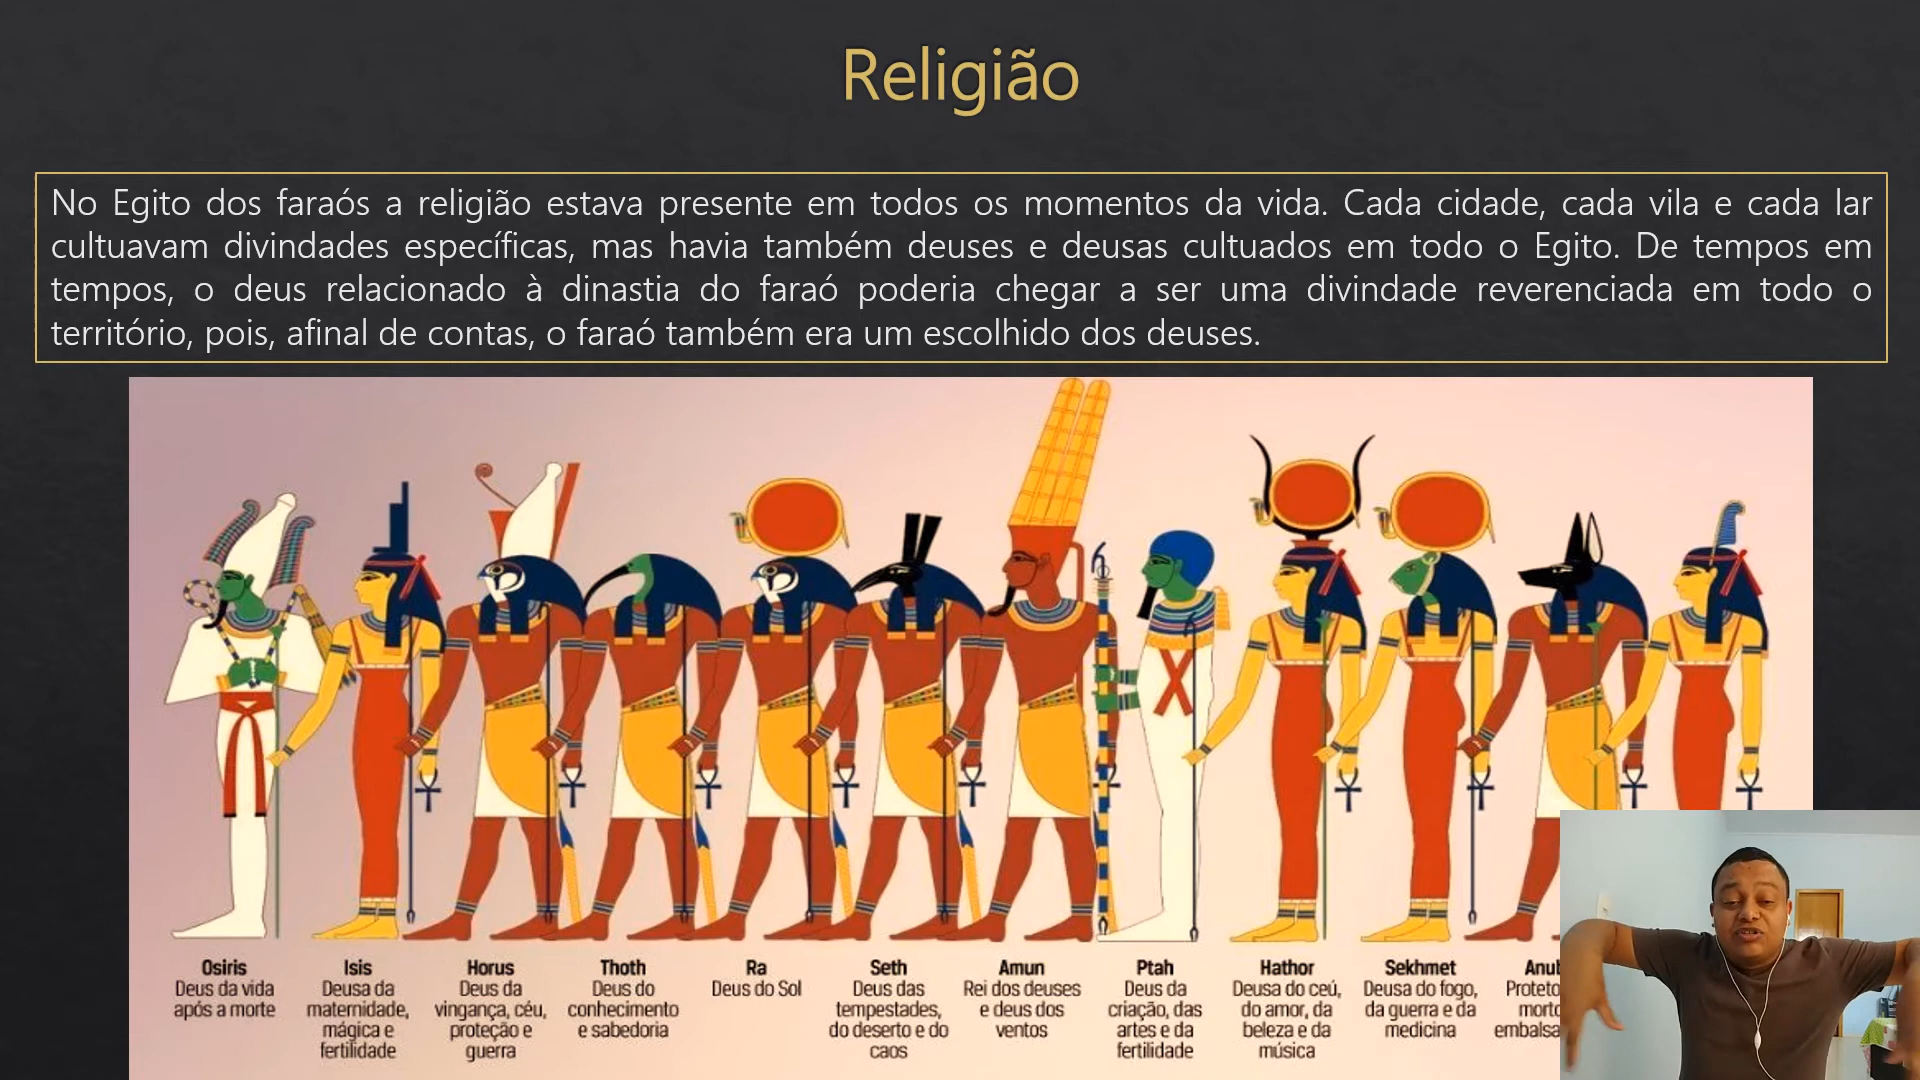 Religião
No Egito dos faraós a religião estava presente em todos os momentos da vida. Cada cidade, cada vila e cada lar
cultuavam divindades específicas, mas havia também deuses e deusas cultuados em todo o Egito. De tempos em
tempos, o deus relacionado à dinastia do faraó poderia chegar a ser uma divindade reverenciada em todo o
território, pois, afinal de contas, o faraó também era um escolhido dos deuses.
Osiris
Deus da vida
após a morte
Isis
Deusa da
maternidade,
mágica e
fertilidade
Horus
Deus da
vingança, céu,
proteção e
guerra
Thoth
Deus do
conhecimento
e sabedoria
Ra
Deus do Sol
Seth
Deus das
tempestades,
do deserto e do
caos
Amun
Rei dos deuses
e deus dos
ventos
Ptah
Deus da
criação, das
artes e da
fertilidade
Hathor
Deusa do ceú,
do amor, da
beleza e da
música
Sekhmet
Deusa do fogo,
da guerra e da
medicina